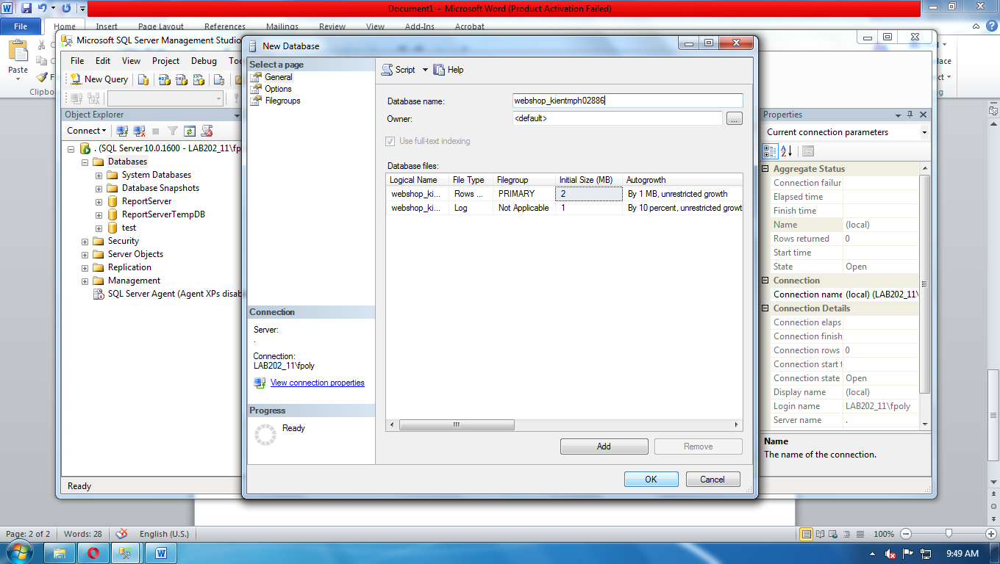 Document1 - Microsoft Word (Product Activation Failed)
File Home Insert Page Layout References Mailings Review View Add-Ins Acrobat
Paste
Microsoft SQL Server Management Studio
File Edit View Project Debug
New Query
Object Explorer
Connect
. (SQL Server 10.0.1600 - LAB202_11\fp
Databases
System Databases
Database Snapshots
ReportServer
ReportServerTempDB
test
Security
Server Objects
Replication
Management
SQL Server Agent (Agent XPs disab
Ready
New Database
Select a page
General
Options
Filegroups
Connection
Server:
.
Connection:
LAB202_11\fpoly
View connection properties
Progress
Ready
Script Help
Database name: webshop_kientmph02886
Owner: <default> ...
Use full-text indexing
Database files:
Logical Name File Type Filegroup Initial Size (MB) Autogrowth
webshop_ki... Rows ... PRIMARY 2 By 1 MB, unrestricted growth
webshop_ki... Log Not Applicable 1 By 10 percent, unrestricted growt
Add Remove
OK Cancel
Properties
Current connection parameters
Aggregate Status
Connection failur
Elapsed time
Finish time
Name (local)
Rows returned 0
Start time
State Open
Connection
Connection name (local) (LAB202_11\
Connection Details
Connection elaps
Connection finish
Connection rows 0
Connection start t
Connection state Open
Display name (local)
Login name LAB202_11\fpoly
Server name .
Name
The name of the connection.
Page: 2 of 2 Words: 28 English (U.S.) 100%
9:49 AM